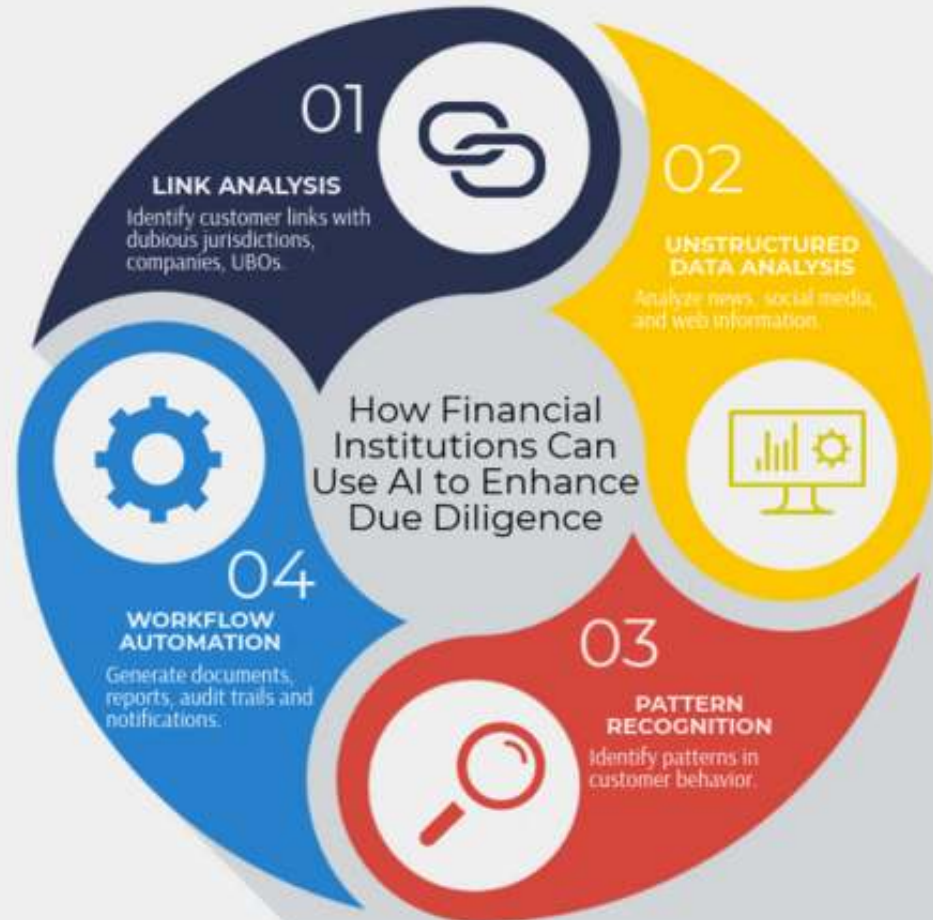 01
LINK ANALYSIS
Identify customer links with
dubious jurisdictions,
companies, UBOs.
02
UNSTRUCTURED
DATA ANALYSIS
Analyze news, social media,
and web information.
How Financial
Institutions Can
Use AI to Enhance
Due Diligence
03
PATTERN
RECOGNITION
Identify patterns in
customer behavior.
04
WORKFLOW
AUTOMATION
Generate documents,
reports, audit trails and
notifications.